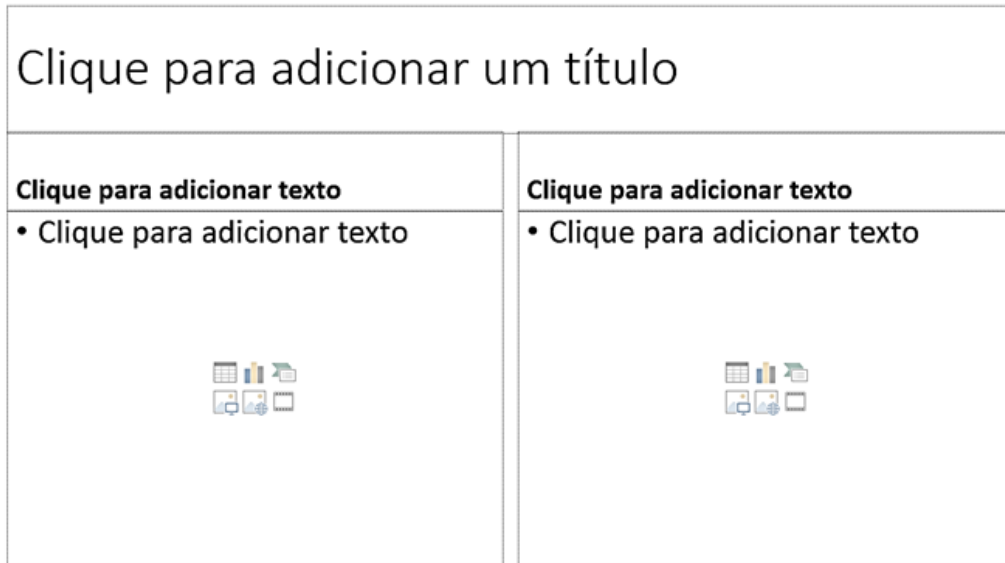 Clique para adicionar um título
Clique para adicionar texto
• Clique para adicionar texto
Clique para adicionar texto
• Clique para adicionar texto